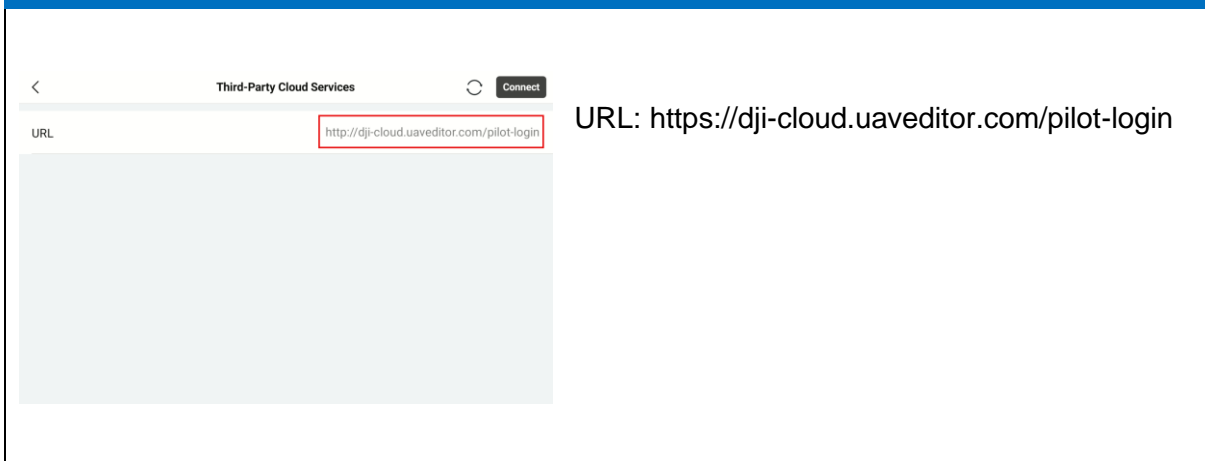 Third-Party Cloud Services
Connect
URL
http://dji-cloud.uaveditor.com/pilot-login
URL: https://dji-cloud.uaveditor.com/pilot-login